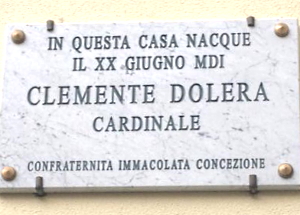 IN QUESTA CASA NACQUE
IL XX GIUGNO MDI
CLEMENTE DOLERA
CARDINALE
CONFRATERNITA IMMACOLATA CONCEZIONE